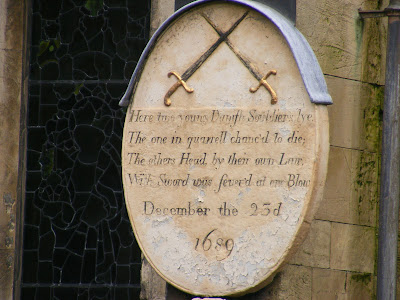 Here two young Danish Souldiers lye
The one in quarrell chanc'd to die;
The others Head, by their own Law,
With Sword was sever'd at one Blow
December the 23d
1689